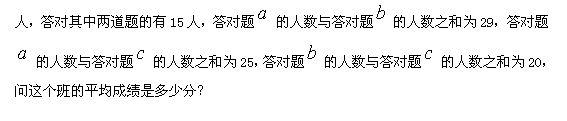 人，答对其中两道题的有 15 人，答对题 a 的人数与答对题 b 的人数之和为 29，答对题
a 的人数与答对题 c 的人数之和为 25，答对题 b 的人数与答对题 c 的人数之和为 20，
问这个班的平均成绩是多少分？